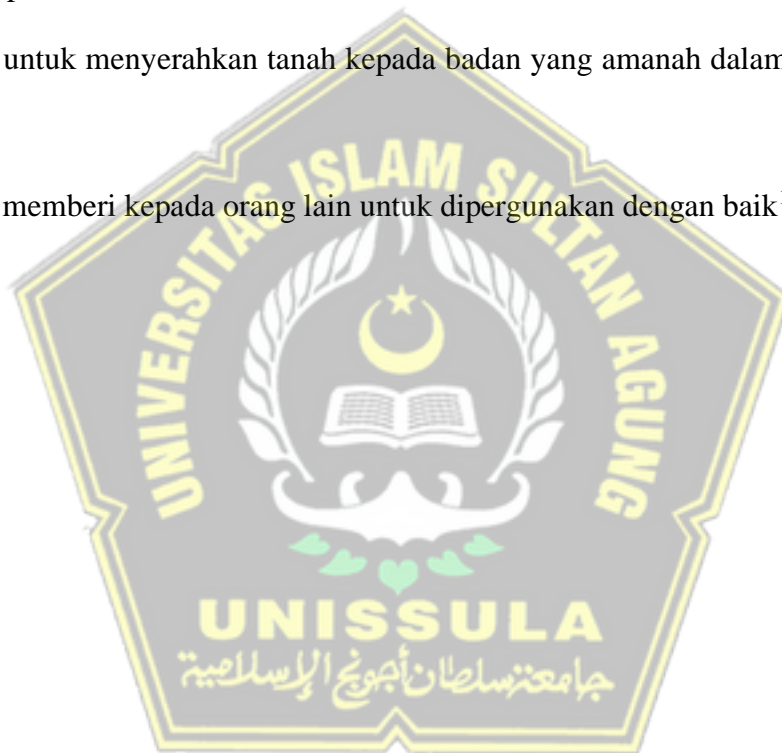 untuk menyerahkan tanah kepada badan yang amanah dalam
memberi kepada orang lain untuk dipergunakan dengan baik
UNIVERSITAS ISLAM SULTAN AGUNG
UNISSULA
جامعة سلطان أجونج الإسلامية